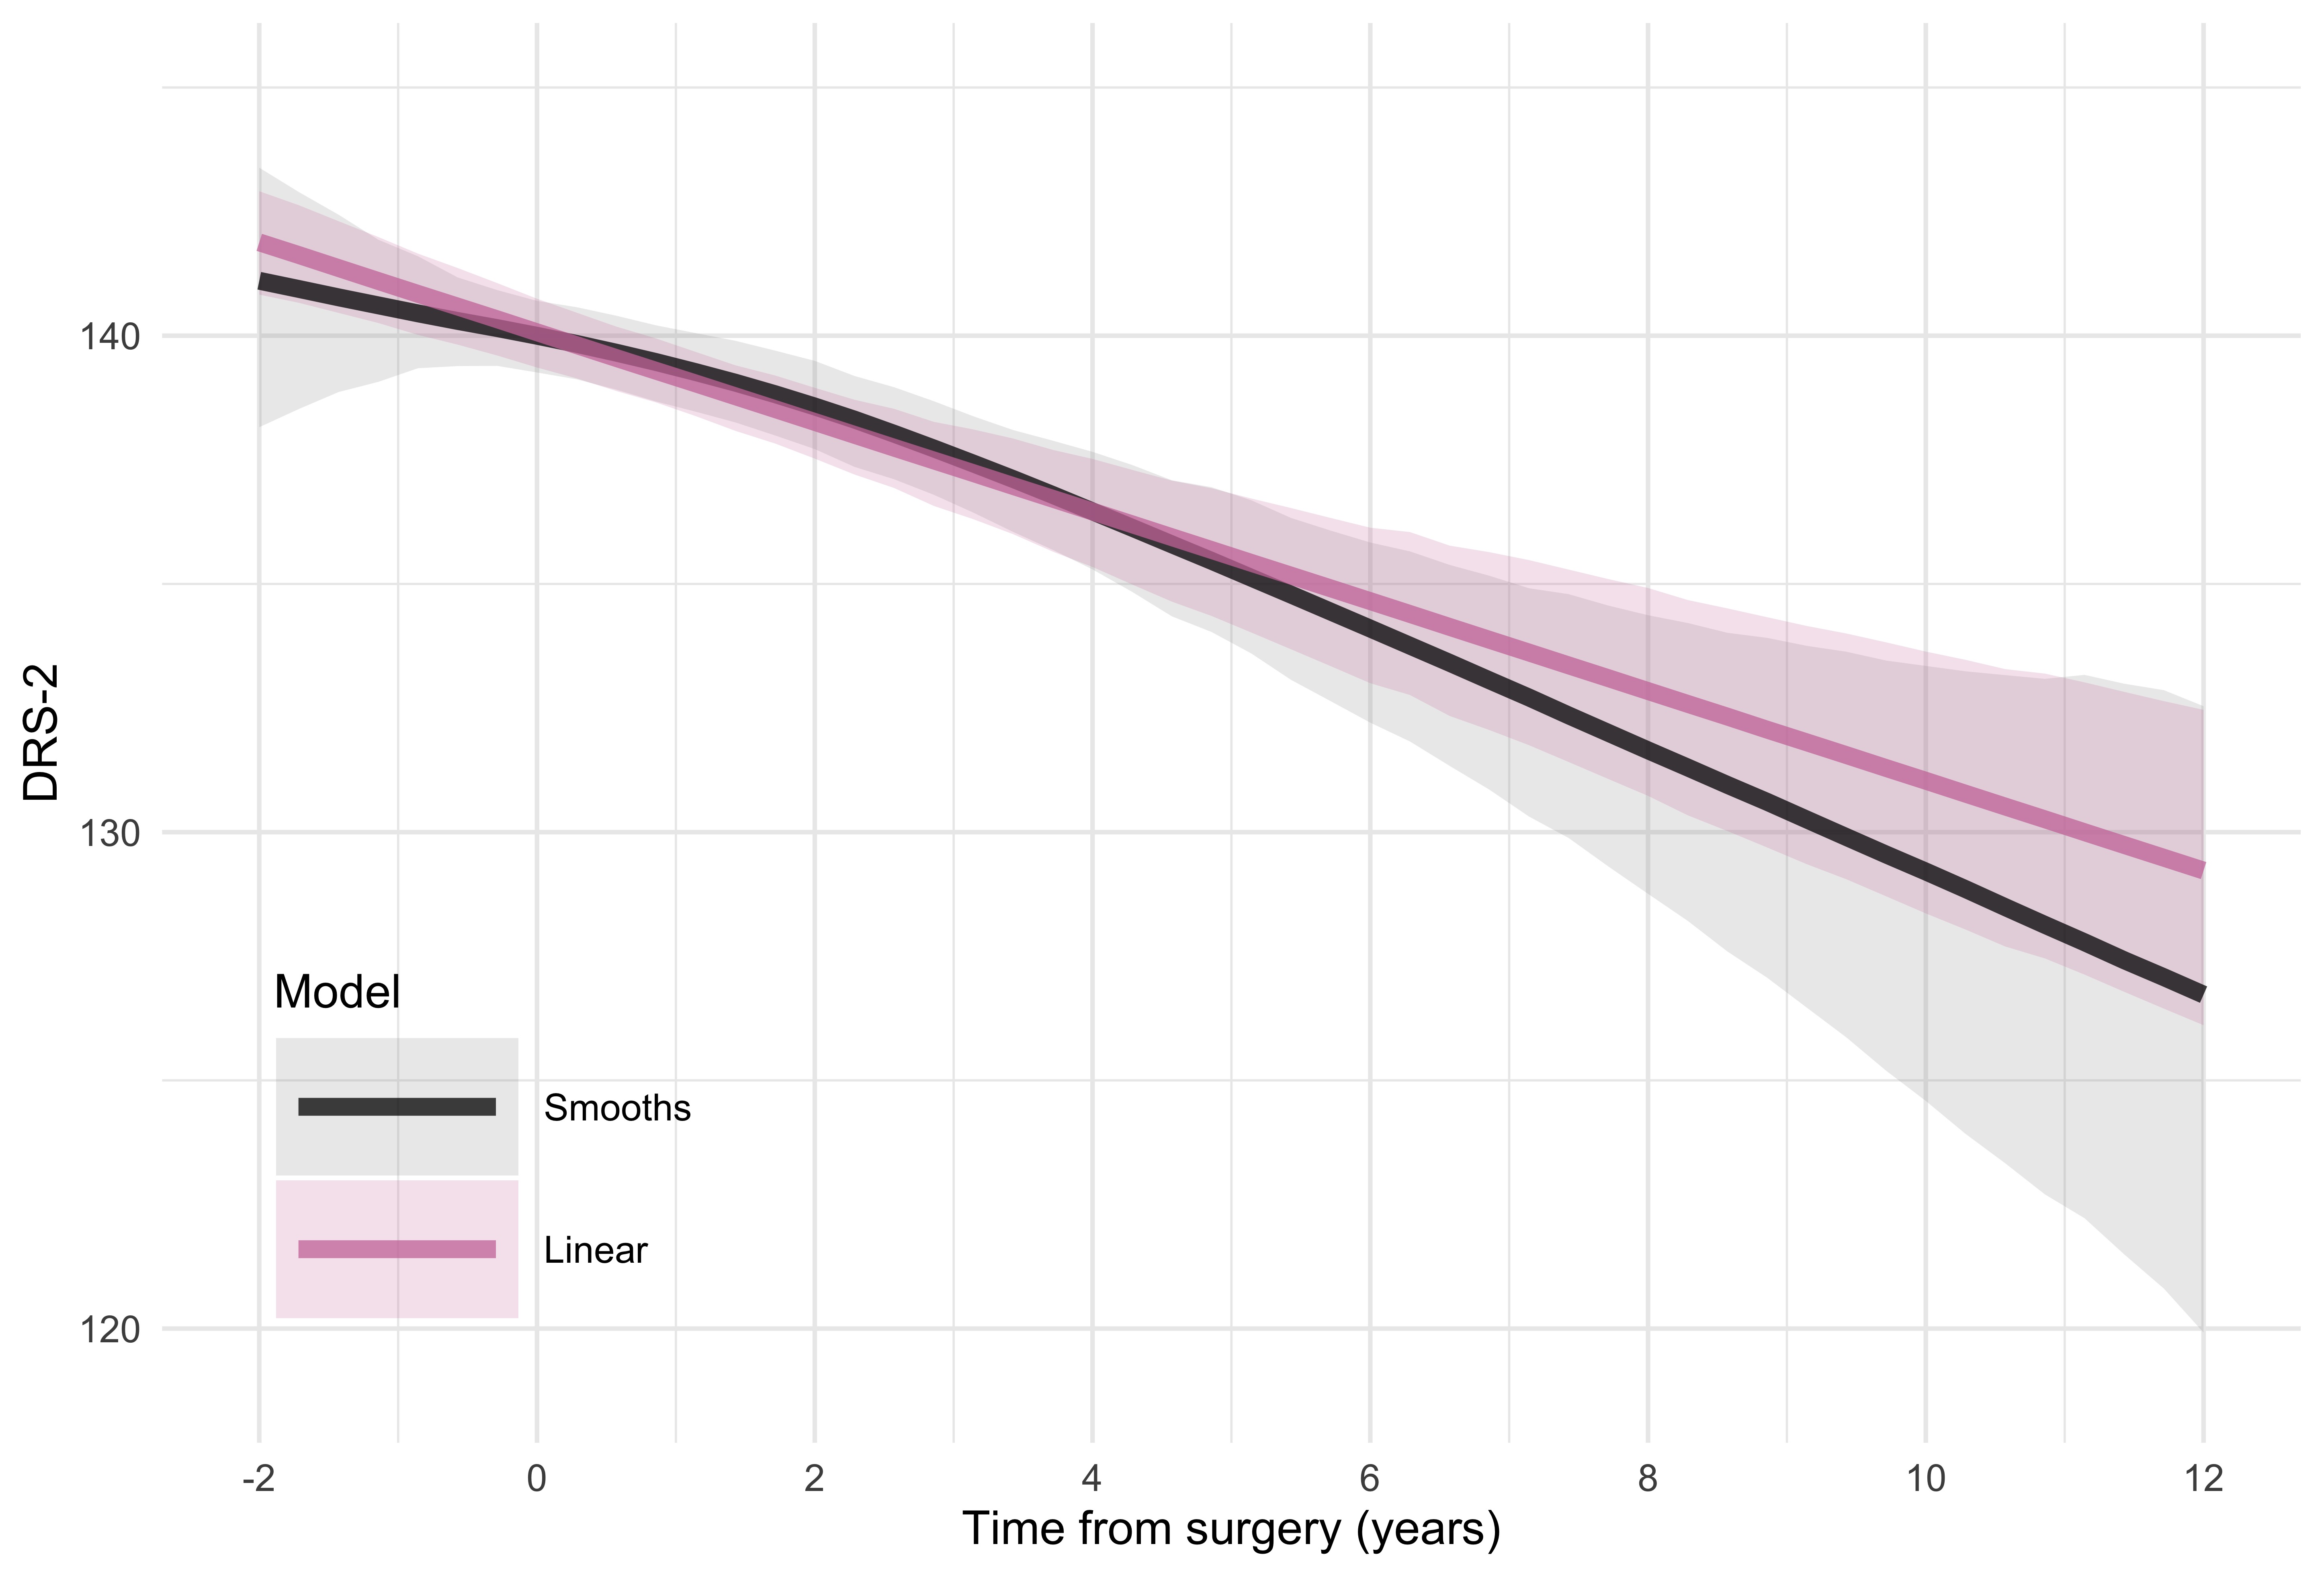 140
130
120
DRS-2
Model
Smooths
Linear
-2 0 2 4 6 8 10 12
Time from surgery (years)